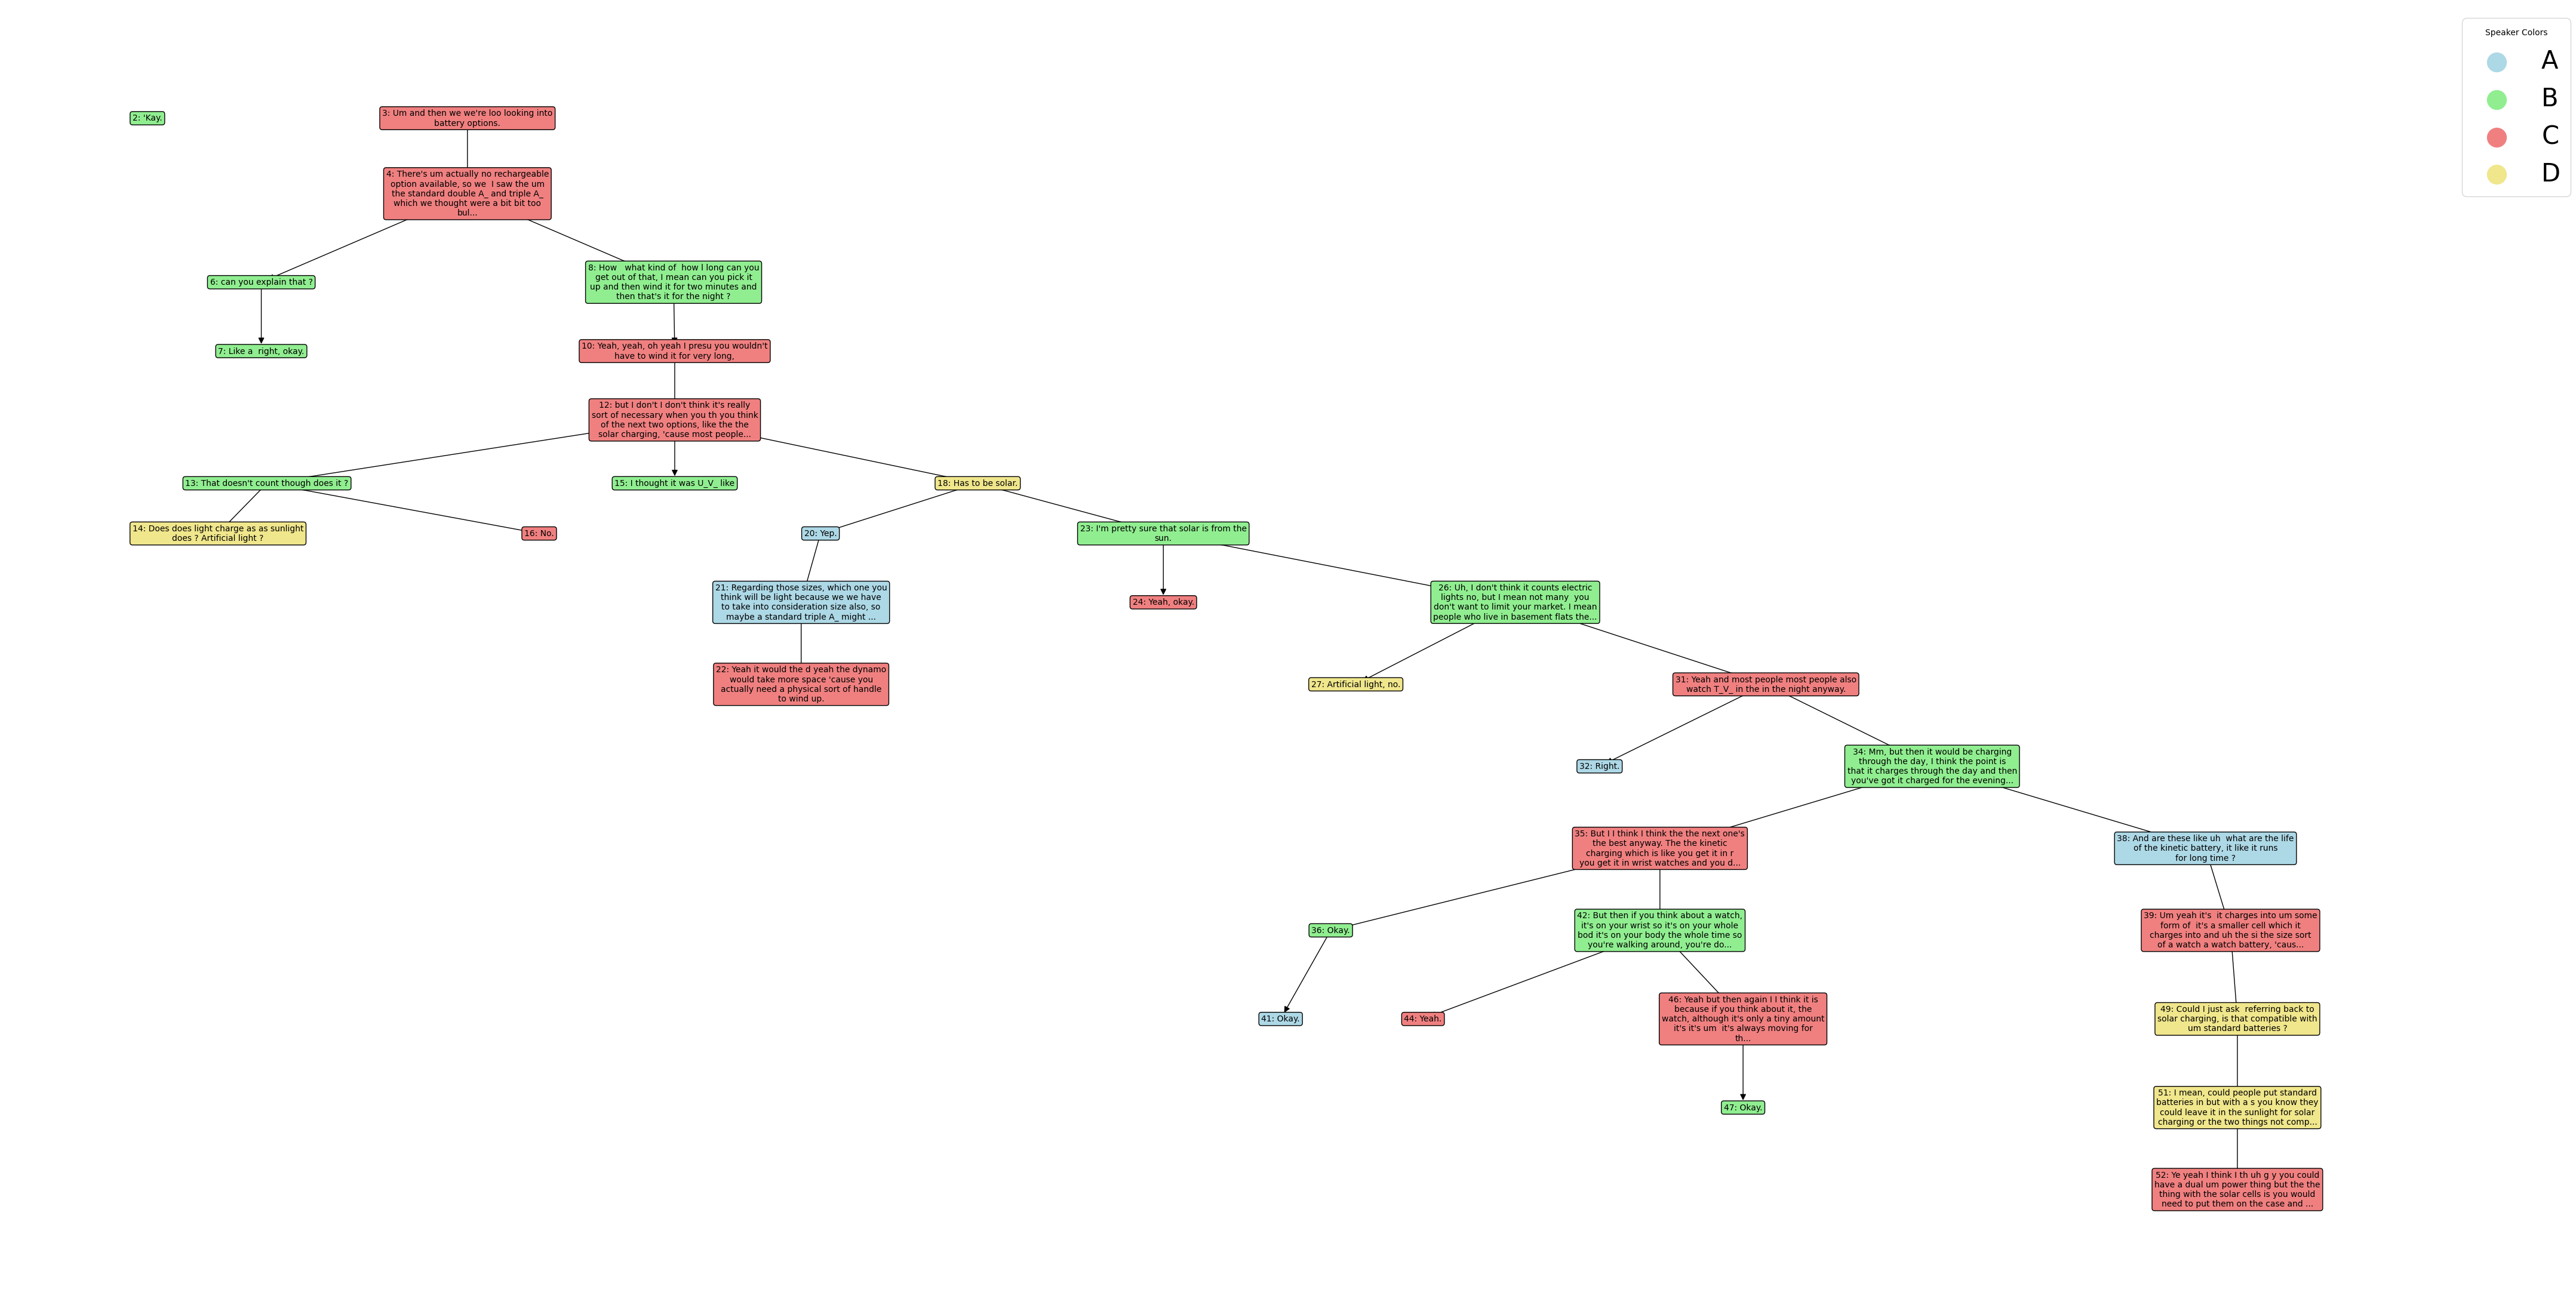 Speaker Colors
A
B
C
D
2: 'Kay.
3: Um and then we we're loo looking into
battery options.
4: There's um actually no rechargeable
option available, so we  I saw the um
the standard double A_ and triple A_
which we thought were a bit bit too
bul...
6: can you explain that ?
8: How   what kind of  how l long can you
get out of that, I mean can you pick it
up and then wind it for two minutes and
then that's it for the night ?
7: Like a  right, okay.
10: Yeah, yeah, oh yeah I presu you wouldn't
have to wind it for very long,
12: but I don't I don't think it's really
sort of necessary when you th you think
of the next two options, like the the
solar charging, 'cause most people...
13: That doesn't count though does it ?
15: I thought it was U_V_ like
18: Has to be solar.
14: Does does light charge as as sunlight
does ? Artificial light ?
16: No.
20: Yep.
23: I'm pretty sure that solar is from the
sun.
21: Regarding those sizes, which one you
think will be light because we we have
to take into consideration size also, so
maybe a standard triple A_ might ...
24: Yeah, okay.
26: Uh, I don't think it counts electric
lights no, but I mean not many  you
don't want to limit your market. I mean
people who live in basement flats the...
22: Yeah it would the d yeah the dynamo
would take more space 'cause you
actually need a physical sort of handle
to wind up.
27: Artificial light, no.
31: Yeah and most people most people also
watch T_V_ in the in the night anyway.
32: Right.
34: Mm, but then it would be charging
through the day, I think the point is
that it charges through the day and then
you've got it charged for the evening...
35: But I I think I think the the next one's
the best anyway. The the kinetic
charging which is like you get it in r
you get it in wrist watches and you d...
38: And are these like uh  what are the life
of the kinetic battery, it like it runs
for long time ?
36: Okay.
42: But then if you think about a watch,
it's on your wrist so it's on your whole
bod it's on your body the whole time so
you're walking around, you're do...
39: Um yeah it's  it charges into um some
form of  it's a smaller cell which it
charges into and uh the si the size sort
of a watch a watch battery, 'caus...
41: Okay.
44: Yeah.
46: Yeah but then again I I think it is
because if you think about it, the
watch, although it's only a tiny amount
it's it's um  it's always moving for
th...
49: Could I just ask  referring back to
solar charging, is that compatible with
um standard batteries ?
47: Okay.
51: I mean, could people put standard
batteries in but with a s you know they
could leave it in the sunlight for solar
charging or the two things not comp...
52: Ye yeah I think I th uh g y you could
have a dual um power thing but the the
thing with the solar cells is you would
need to put them on the case and ...